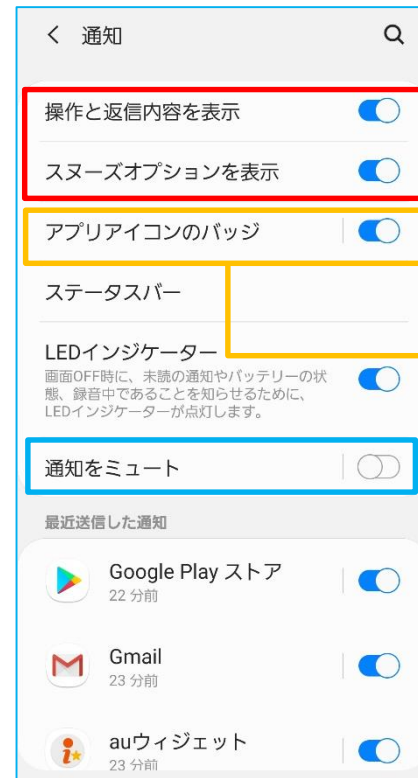 通知
操作と返信内容を表示
スヌーズオプションを表示
アプリアイコンのバッジ
ステータスバー
LEDインジケーター
画面OFF時に、未読の通知やバッテリーの状
態、録音中であることを知らせるために、
LEDインジケーターが点灯します。
通知をミュート
最近送信した通知
Google Play ストア
22 分前
Gmail
23 分前
auウィジェット
23 分前